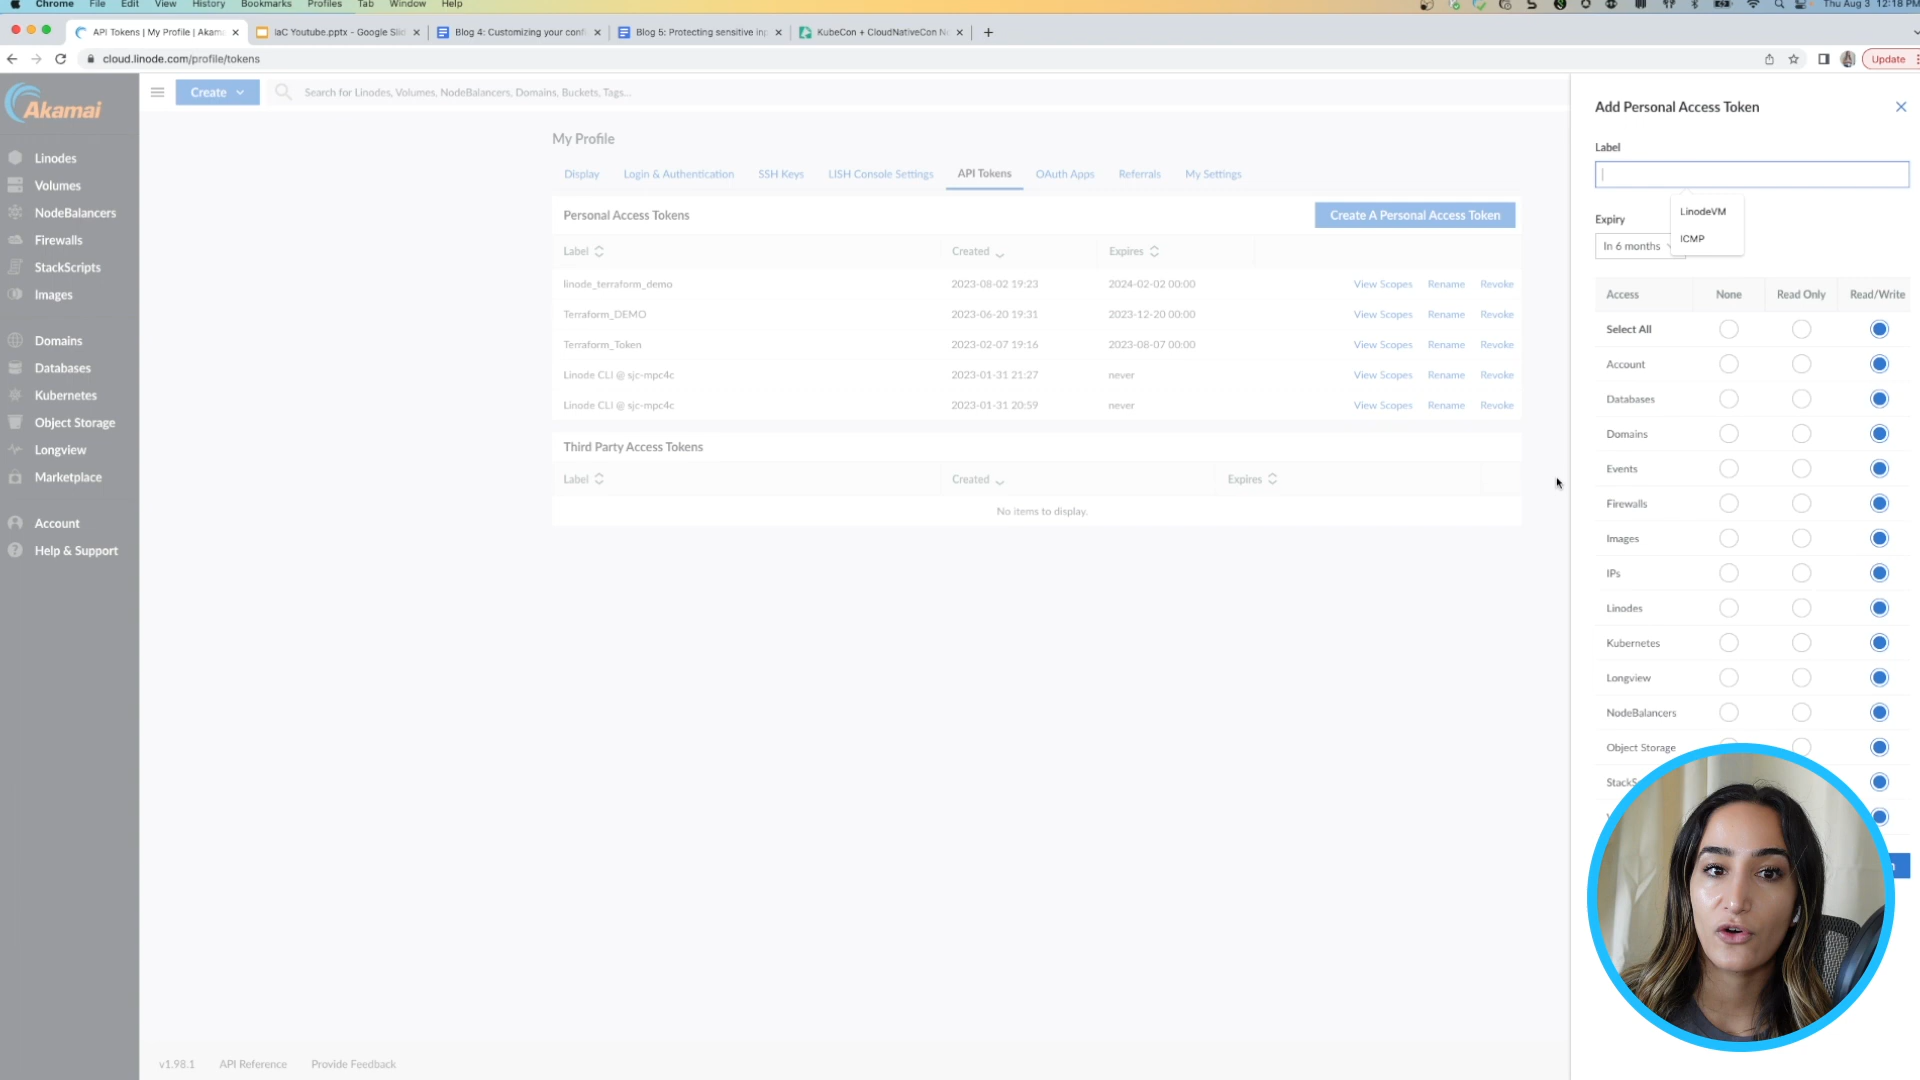 Chrome File Edit View History Bookmarks Profiles Tab Window Help Thu Aug 3 12:18 PM
API Tokens | My Profile | Akama IaC Youtube.pptx - Google Slid Blog 4: Customizing your conf Blog 5: Protecting sensitive inp KubeCon + CloudNativeCon No
cloud.linode.com/profile/tokens Update
Akamai
Create
Search for Linodes, Volumes, NodeBalancers, Domains, Buckets, Tags...
Linodes
Volumes
NodeBalancers
Firewalls
StackScripts
Images
Domains
Databases
Kubernetes
Object Storage
Longview
Marketplace
Account
Help & Support
My Profile
Display Login & Authentication SSH Keys LISH Console Settings API Tokens OAuth Apps Referrals My Settings
Personal Access Tokens Create A Personal Access Token
Label Created Expires
linode_terraform_demo 2023-08-02 19:23 2024-02-02 00:00 View Scopes Rename Revoke
Terraform_DEMO 2023-06-20 19:31 2023-12-20 00:00 View Scopes Rename Revoke
Terraform_Token 2023-02-07 19:16 2023-08-07 00:00 View Scopes Rename Revoke
Linode CLI @ sjc-mpc4c 2023-01-31 21:27 never View Scopes Rename Revoke
Linode CLI @ sjc-mpc4c 2023-01-31 20:59 never View Scopes Rename Revoke
Third Party Access Tokens
Label Created Expires
No items to display.
v1.98.1 API Reference Provide Feedback
Add Personal Access Token
Label
LinodeVM
ICMP
Expiry
In 6 months
Access None Read Only Read/Write
Select All
Account
Databases
Domains
Events
Firewalls
Images
IPs
Linodes
Kubernetes
Longview
NodeBalancers
Object Storage